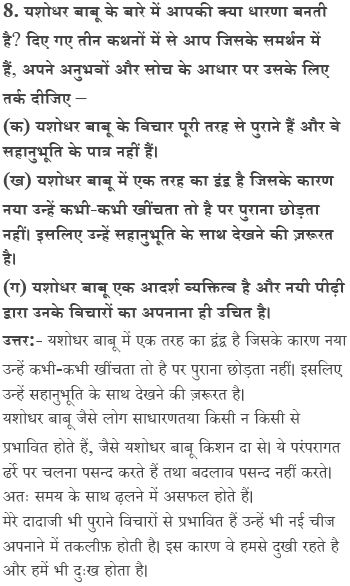 8. यशोधर बाबू के बारे में आपकी क्या धारणा बनती
है? दिए गए तीन कथनों में से आप जिसके समर्थन में
हैं, अपने अनुभवों और सोच के आधार पर उसके लिए
तर्क दीजिए –
(क) यशोधर बाबू के विचार पूरी तरह से पुराने हैं और वे
सहानुभूति के पात्र नहीं हैं।
(ख) यशोधर बाबू में एक तरह का द्वंद्व है जिसके कारण
नया उन्हें कभी-कभी खींचता तो है पर पुराना छोड़ता
नहीं। इसलिए उन्हें सहानुभूति के साथ देखने की ज़रूरत
है।
(ग) यशोधर बाबू एक आदर्श व्यक्तित्व है और नयी पीढ़ी
द्वारा उनके विचारों का अपनाना ही उचित है।
उत्तर:- यशोधर बाबू में एक तरह का द्वंद्व है जिसके कारण नया
उन्हें कभी-कभी खींचता तो है पर पुराना छोड़ता नहीं। इसलिए
उन्हें सहानुभूति के साथ देखने की ज़रूरत है।
यशोधर बाबू जैसे लोग साधारणतया किसी न किसी से
प्रभावित होते हैं, जैसे यशोधर बाबू किशन दा से। ये परंपरागत
ढर्रे पर चलना पसन्द करते हैं तथा बदलाव पसन्द नहीं करते।
अतः समय के साथ ढ़लने में असफल होते हैं।
मेरे दादाजी भी पुराने विचारों से प्रभावित हैं उन्हें भी नई चीज
अपनाने में तकलीफ़ होती है। इस कारण वे हमसे दुखी रहते है
और हमें भी दुःख होता है।